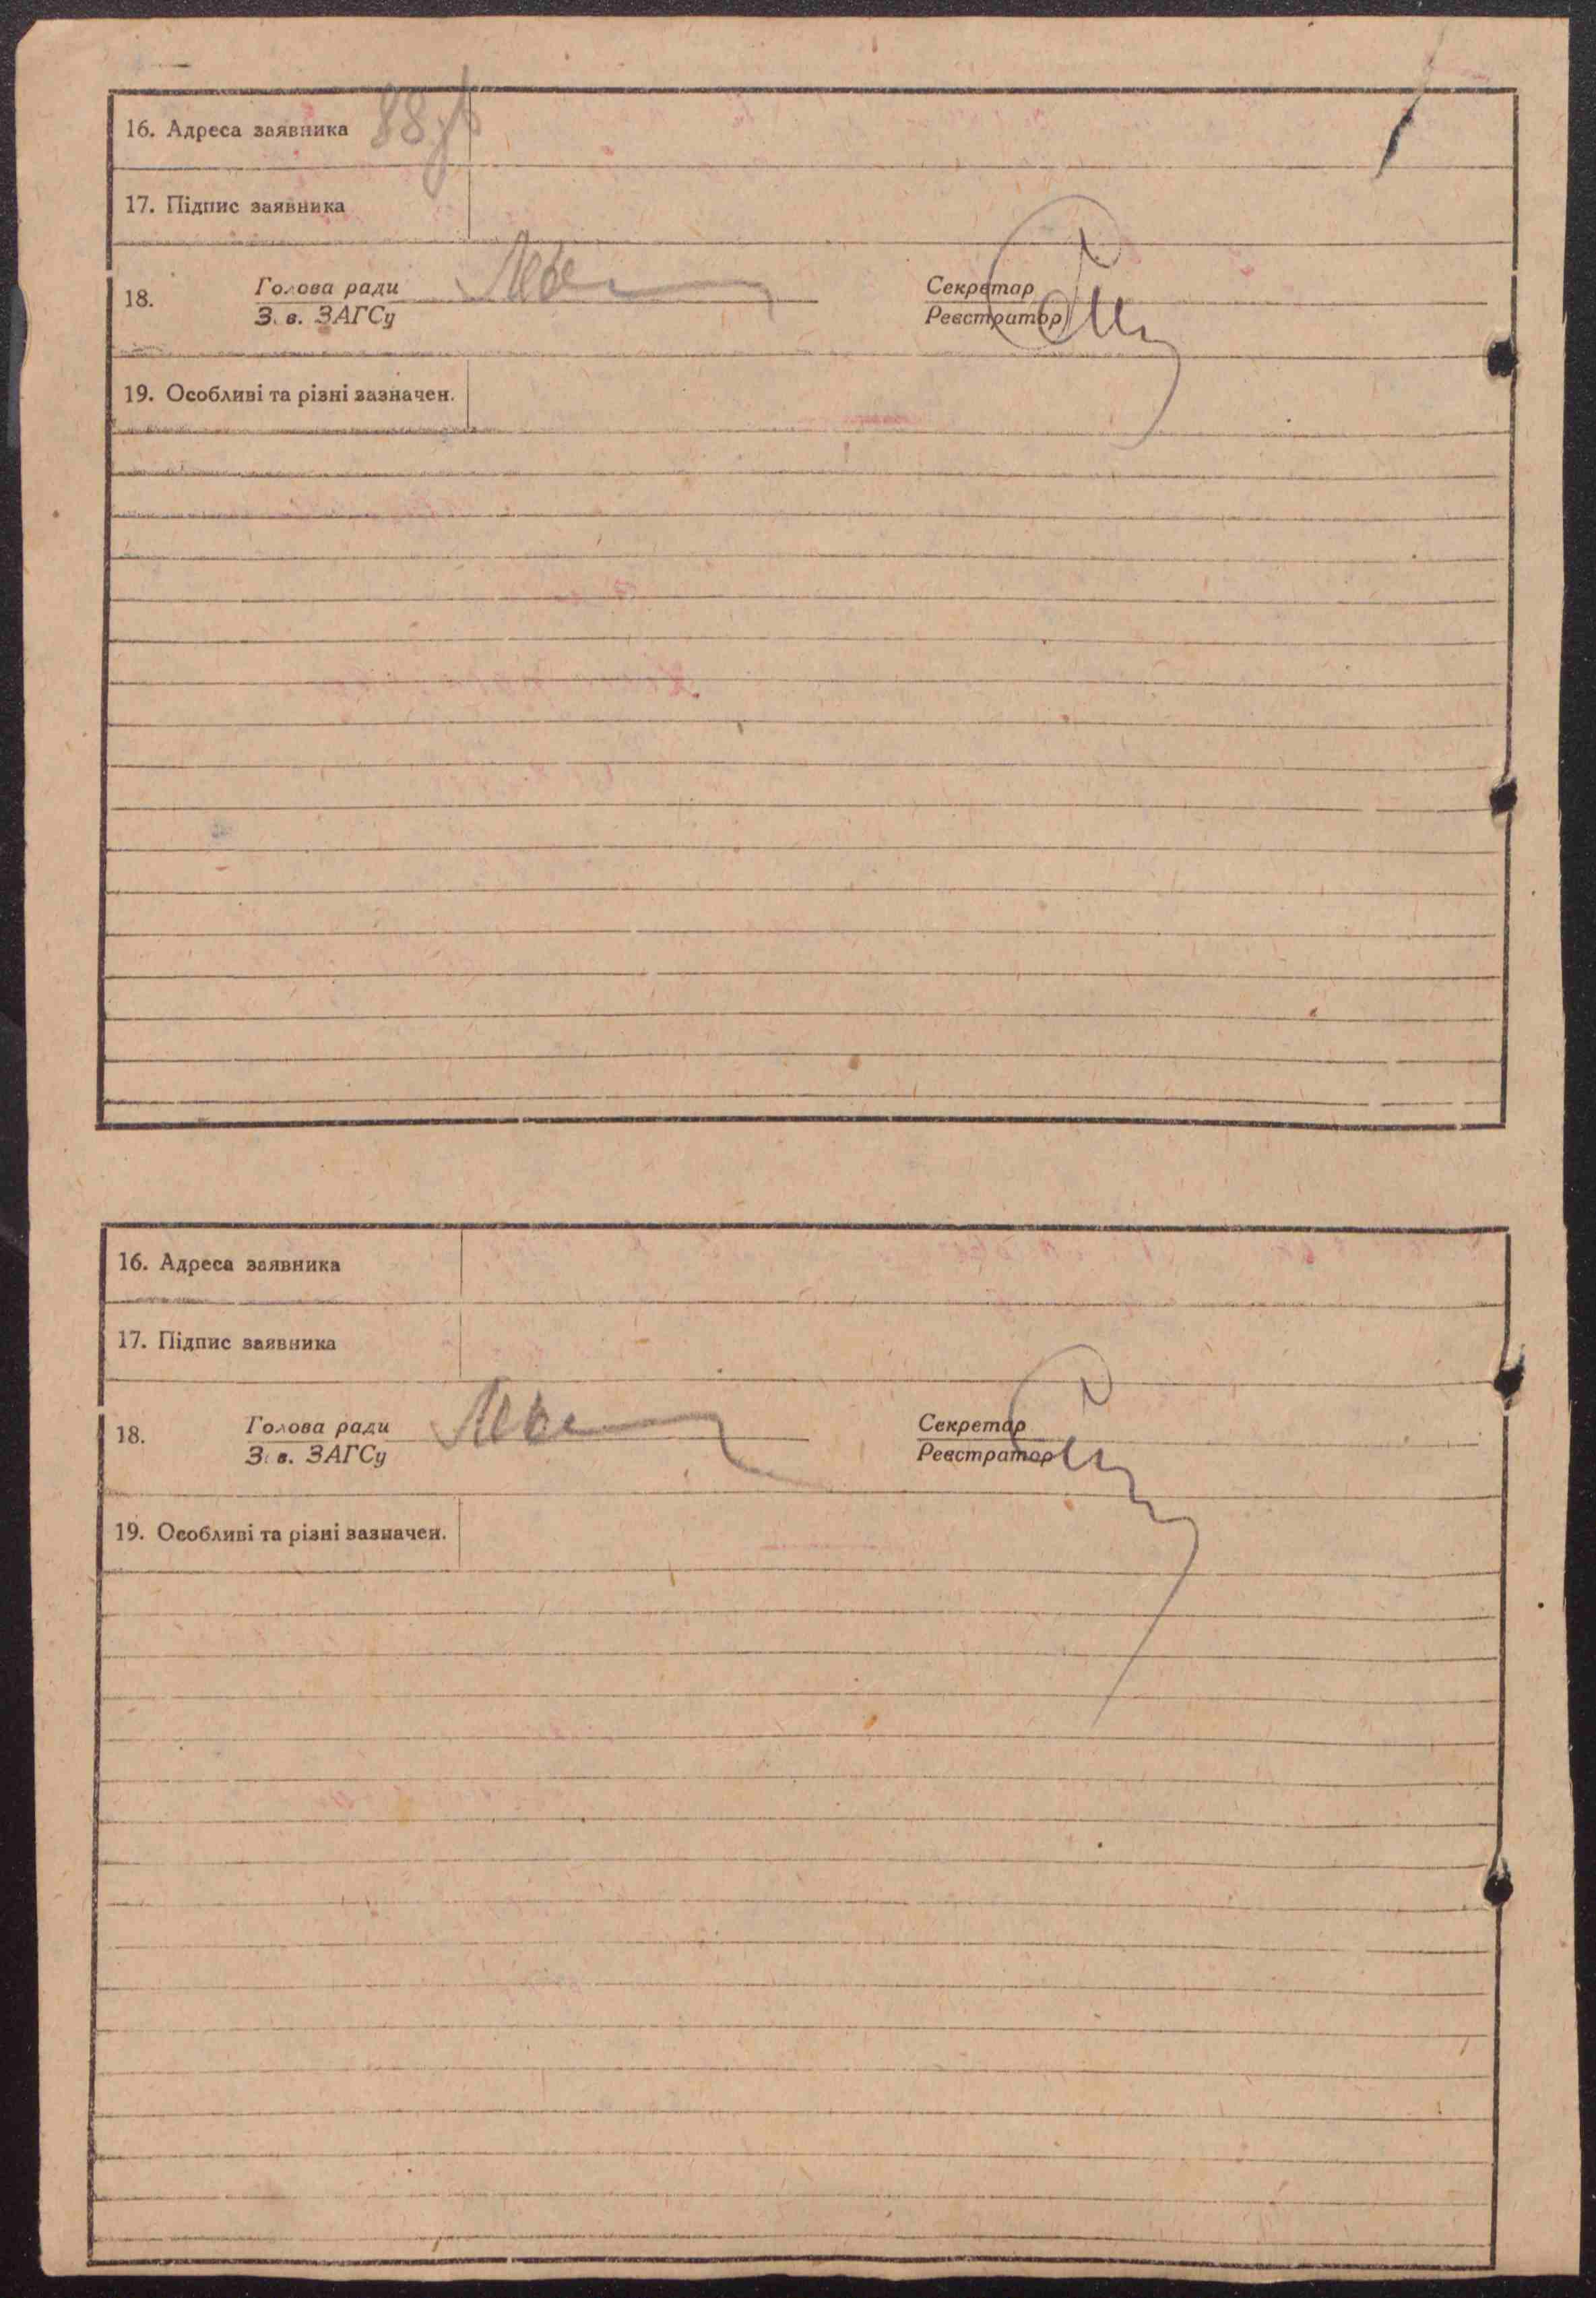 16. Адреса заявника 88
17. Підпис заявника
18. Голова ради Секретар
З. в. ЗАГСу Реєстратор
19. Особливі та різні зазначен.
16. Адреса заявника
17. Підпис заявника
18. Голова ради Секретар
З. в. ЗАГСу Реєстратор
19. Особливі та різні зазначен.